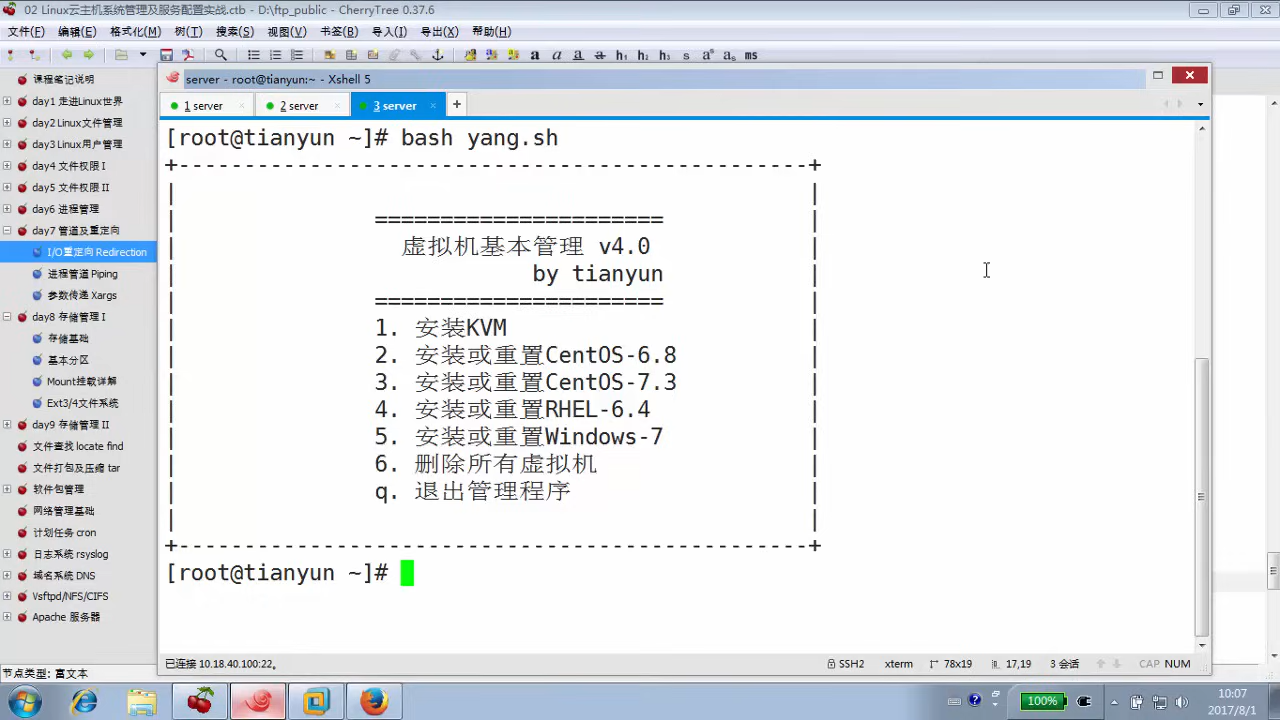 02 Linux云主机系统管理及服务配置实战.ctb - D:\ftp_public - CherryTree 0.37.6
文件(F) 编辑(E) 格式化(M) 树(T) 搜索(S) 视图(V) 书签(B) 导入(I) 导出(X) 帮助(H)
课程笔记说明
day1 走进Linux世界
day2 Linux文件管理
day3 Linux用户管理
day4 文件权限 I
day5 文件权限 II
day6 进程管理
day7 管道及重定向
I/O重定向 Redirection
进程管道 Piping
参数传递 Xargs
day8 存储管理 I
存储基础
基本分区
Mount挂载详解
Ext3/4文件系统
day9 存储管理 II
文件查找 locate find
文件打包及压缩 tar
软件包管理
网络管理基础
计划任务 cron
日志系统 rsyslog
域名系统 DNS
Vsftpd/NFS/CIFS
Apache 服务器
节点类型: 富文本
server - root@tianyun:~ - Xshell 5
1 server 2 server 3 server +
[root@tianyun ~]# bash yang.sh
+------------------------------------------------+
| |
| ====================== |
| 虚拟机基本管理 v4.0 |
| by tianyun |
| ====================== |
| 1. 安装KVM |
| 2. 安装或重置CentOS-6.8 |
| 3. 安装或重置CentOS-7.3 |
| 4. 安装或重置RHEL-6.4 |
| 5. 安装或重置Windows-7 |
| 6. 删除所有虚拟机 |
| q. 退出管理程序 |
| |
+------------------------------------------------+
[root@tianyun ~]#
已连接 10.18.40.100:22。 SSH2 xterm 78x19 17,19 3 会话 CAP NUM
100%
10:07
2017/8/1